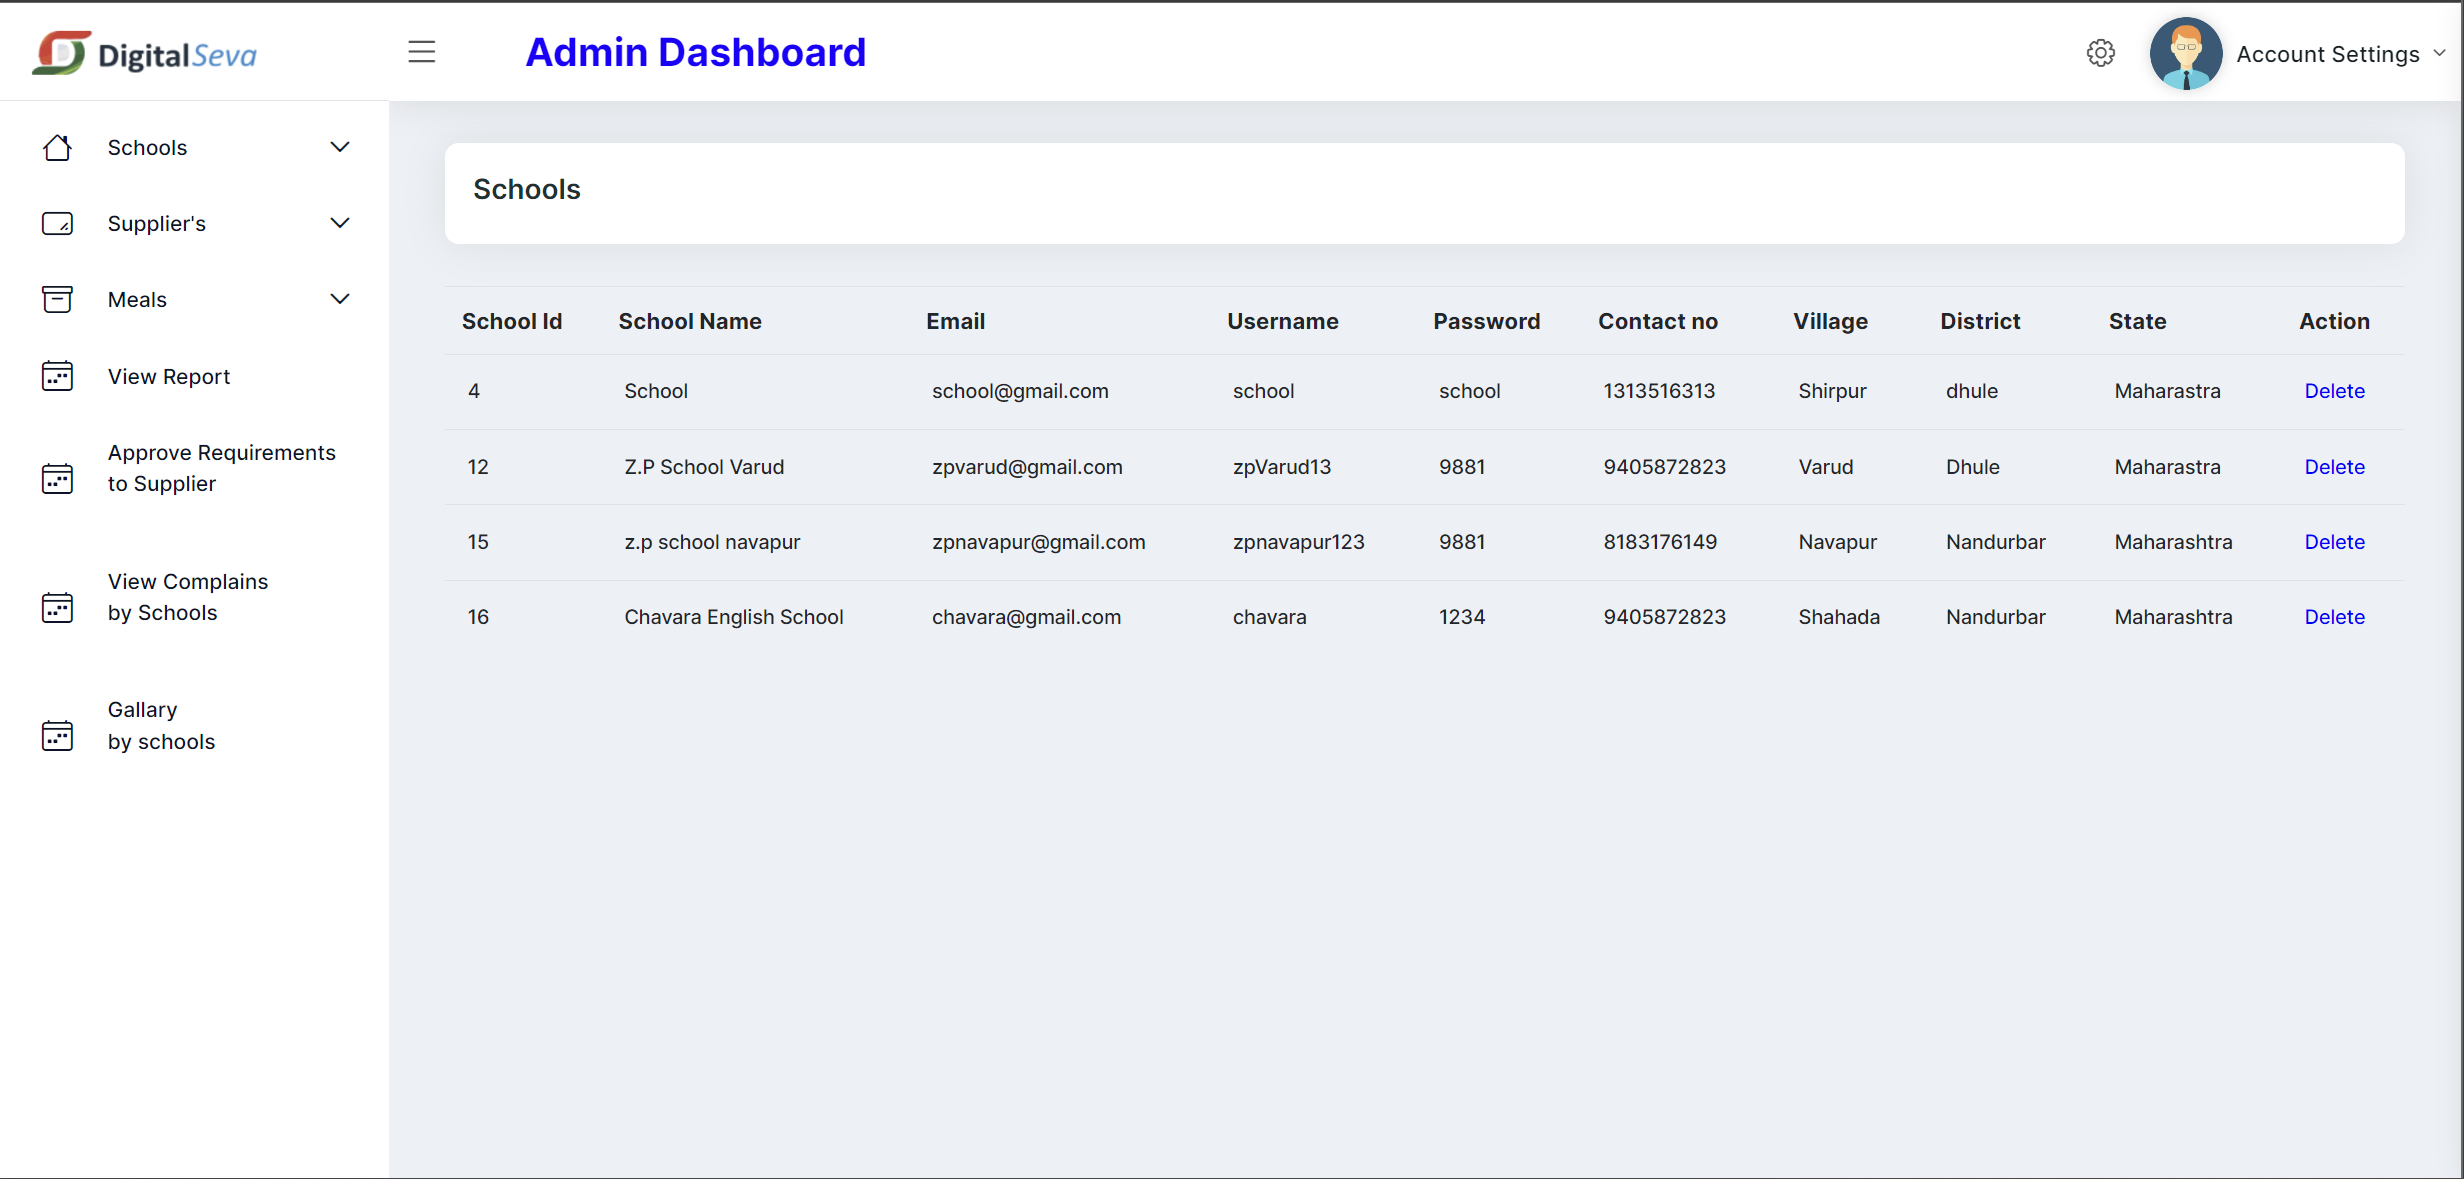 DigitalSeva
Admin Dashboard
Account Settings
Schools
Supplier's
Meals
View Report
Approve Requirements
to Supplier
View Complains
by Schools
Gallary
by schools
Schools
School Id School Name Email Username Password Contact no Village District State Action
4 School school@gmail.com school school 1313516313 Shirpur dhule Maharastra Delete
12 Z.P School Varud zpvarud@gmail.com zpVarud13 9881 9405872823 Varud Dhule Maharastra Delete
15 z.p school navapur zpnavapur@gmail.com zpnavapur123 9881 8183176149 Navapur Nandurbar Maharashtra Delete
16 Chavara English School chavara@gmail.com chavara 1234 9405872823 Shahada Nandurbar Maharashtra Delete